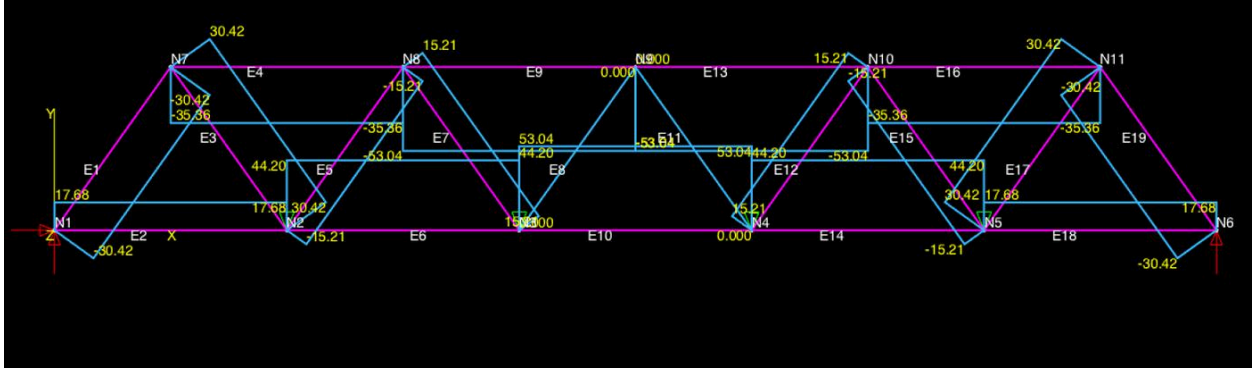 30.42
15.21
N7
N8
N9
0.000
15.21
N10
30.42
N11
E4
E9
0.000
E13
-15.21
E16
-15.21
-30.42
-30.42
Y
-35.36
-35.36
-35.36
-35.36
E3
E7
53.04
-53.04
E11
E15
E19
-53.04
44.20
53.04
44.20
-53.04
E1
44.20
E5
E8
E12
44.20
E17
17.68
17.68
30.42
15.21
30.42
17.68
17.68
N1
N2
N3
0.000
N4
N5
N6
Z
E2
X
-15.21
E6
E10
0.000
E14
E18
-30.42
-15.21
-30.42